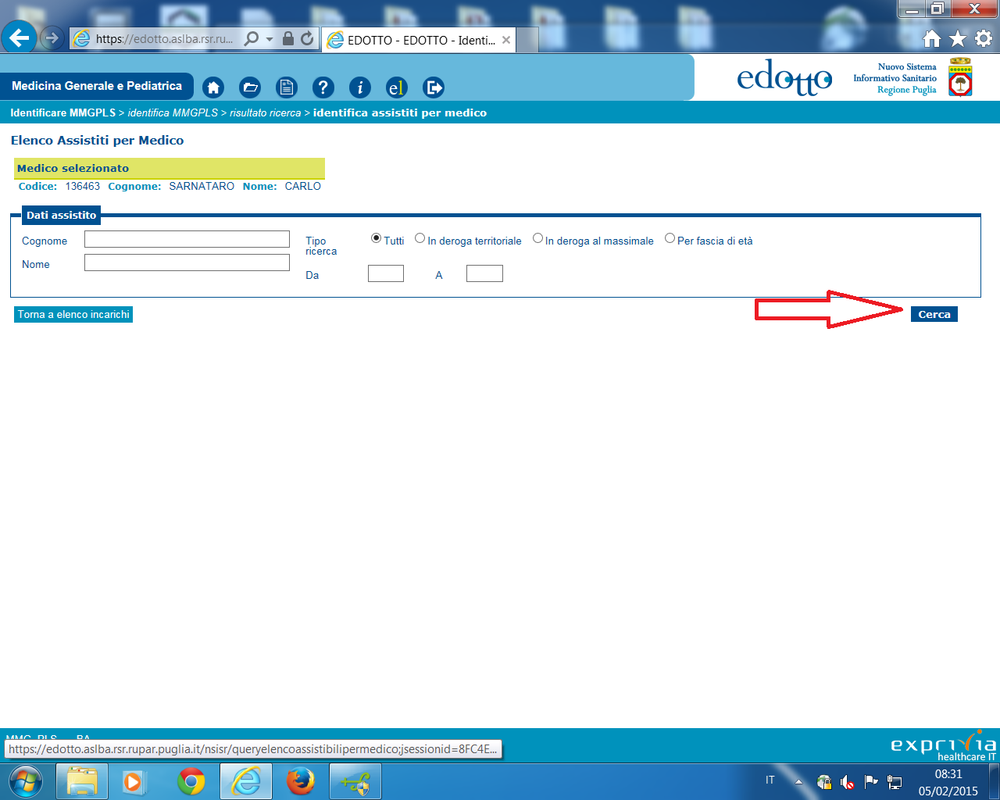 https://edotto.aslba.rsr.ru...
EDOTTO - EDOTTO - Identi...
Medicina Generale e Pediatrica
? i el
edotto
Nuovo Sistema
Informativo Sanitario
Regione Puglia
Identificare MMGPLS > identifica MMGPLS > risultato ricerca > identifica assistiti per medico
Elenco Assistiti per Medico
Medico selezionato
Codice: 136463 Cognome: SARNATARO Nome: CARLO
Dati assistito
Cognome
Tipo ricerca
Tutti In deroga territoriale In deroga al massimale Per fascia di età
Nome
Da A
Torna a elenco incarichi
Cerca
MMG_PLS BA
https://edotto.aslba.rsr.rupar.puglia.it/nsisr/queryelencoassistibilipermedico;jsessionid=8FC4E...
exprivia
healthcare IT
IT
08:31
05/02/2015